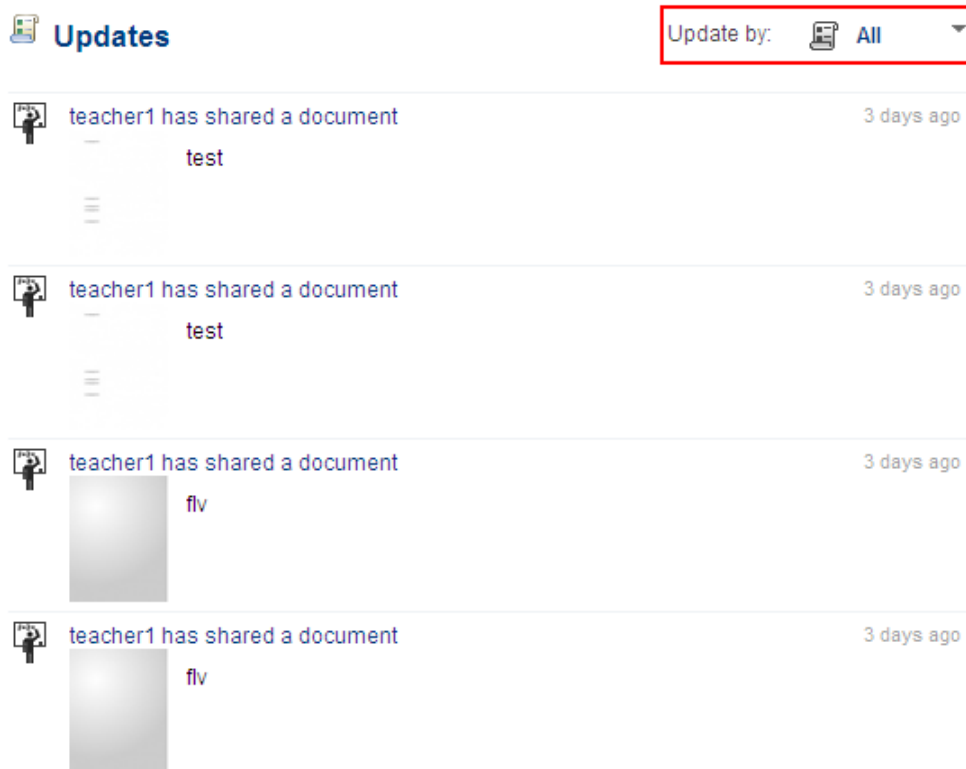 Updates
Update by: All
teacher1 has shared a document 3 days ago
test
teacher1 has shared a document 3 days ago
test
teacher1 has shared a document 3 days ago
flv
teacher1 has shared a document 3 days ago
flv